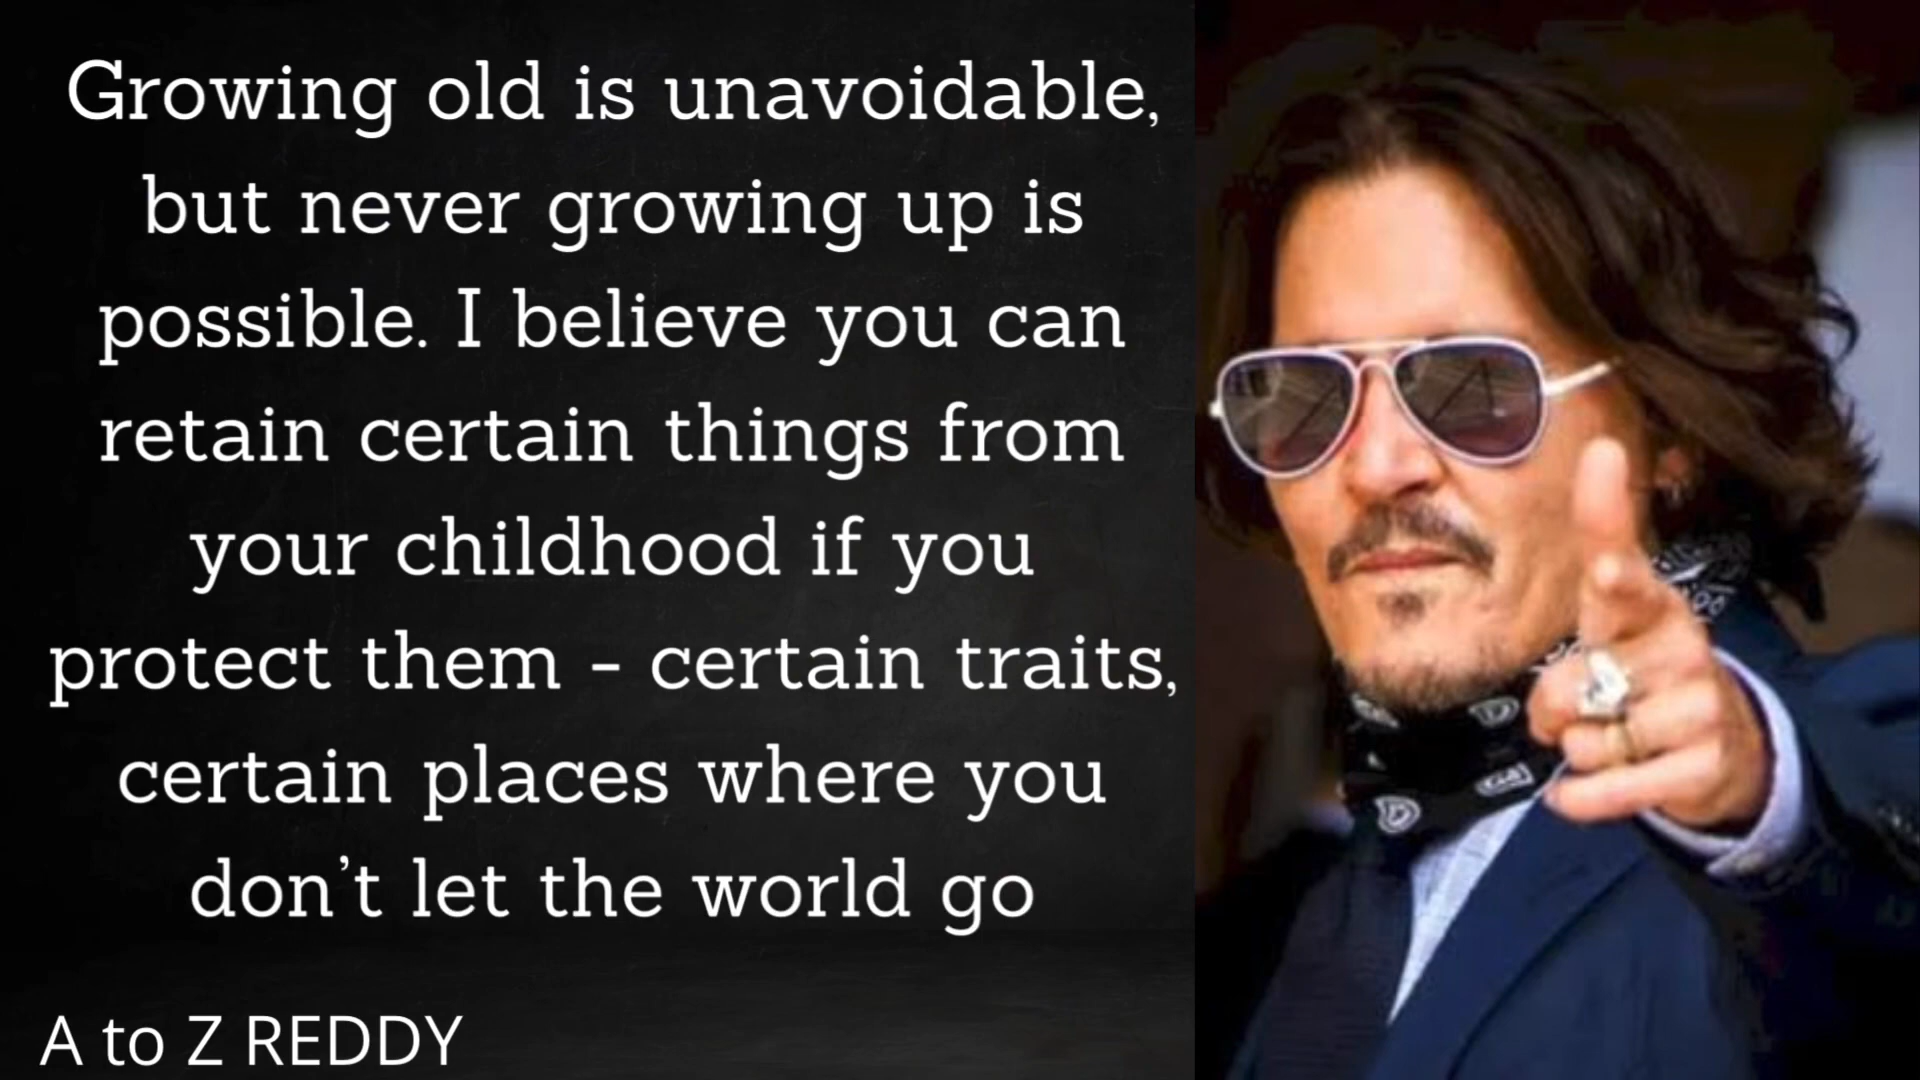 Growing old is unavoidable,
but never growing up is
possible. I believe you can
retain certain things from
your childhood if you
protect them - certain traits,
certain places where you
don't let the world go
A to Z REDDY